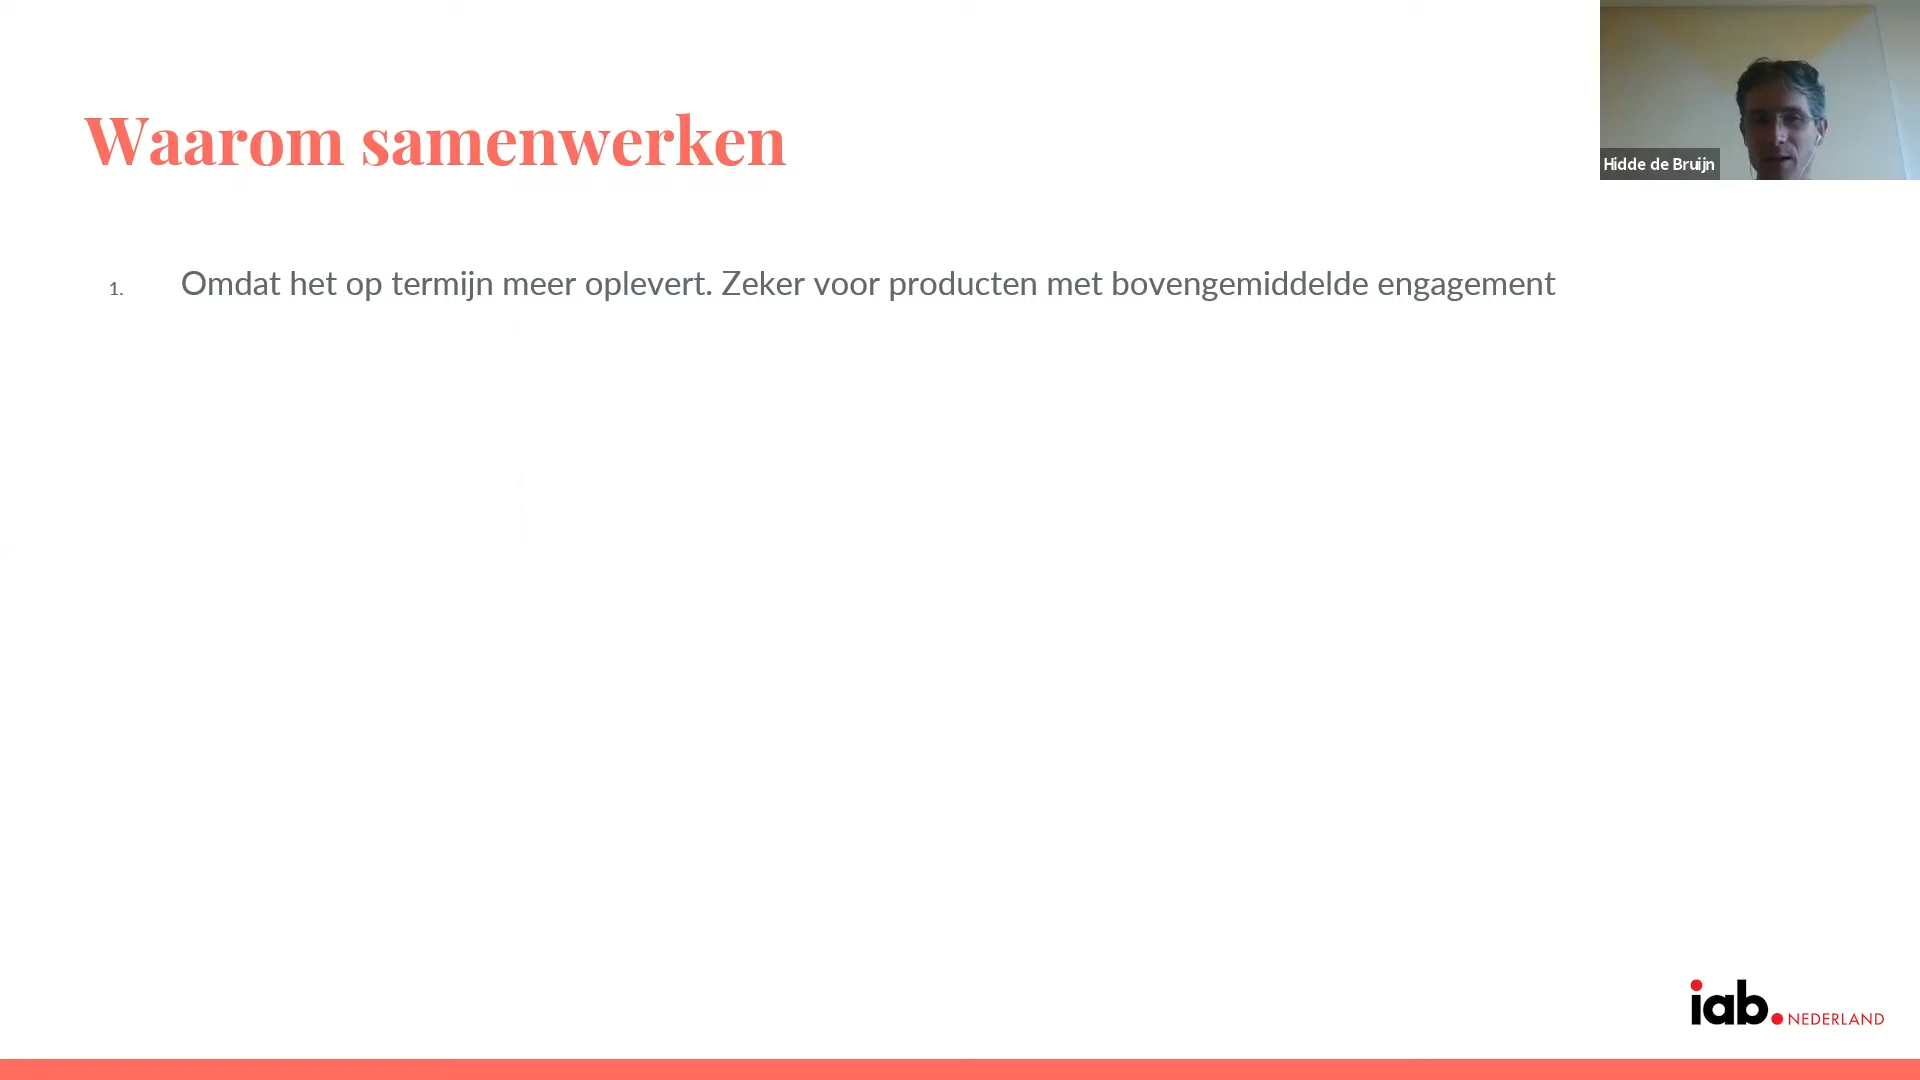 Waarom samenwerken
Hidde de Bruijn
1. Omdat het op termijn meer oplevert. Zeker voor producten met bovengemiddelde engagement
iab. NEDERLAND